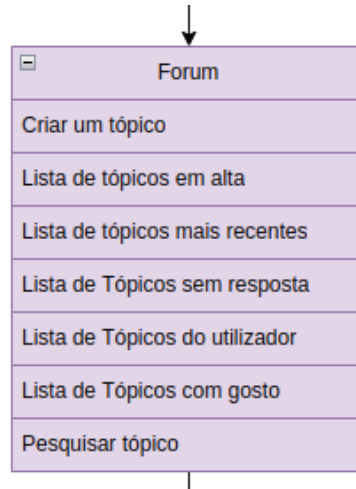 Forum
Criar um tópico
Lista de tópicos em alta
Lista de tópicos mais recentes
Lista de Tópicos sem resposta
Lista de Tópicos do utilizador
Lista de Tópicos com gosto
Pesquisar tópico